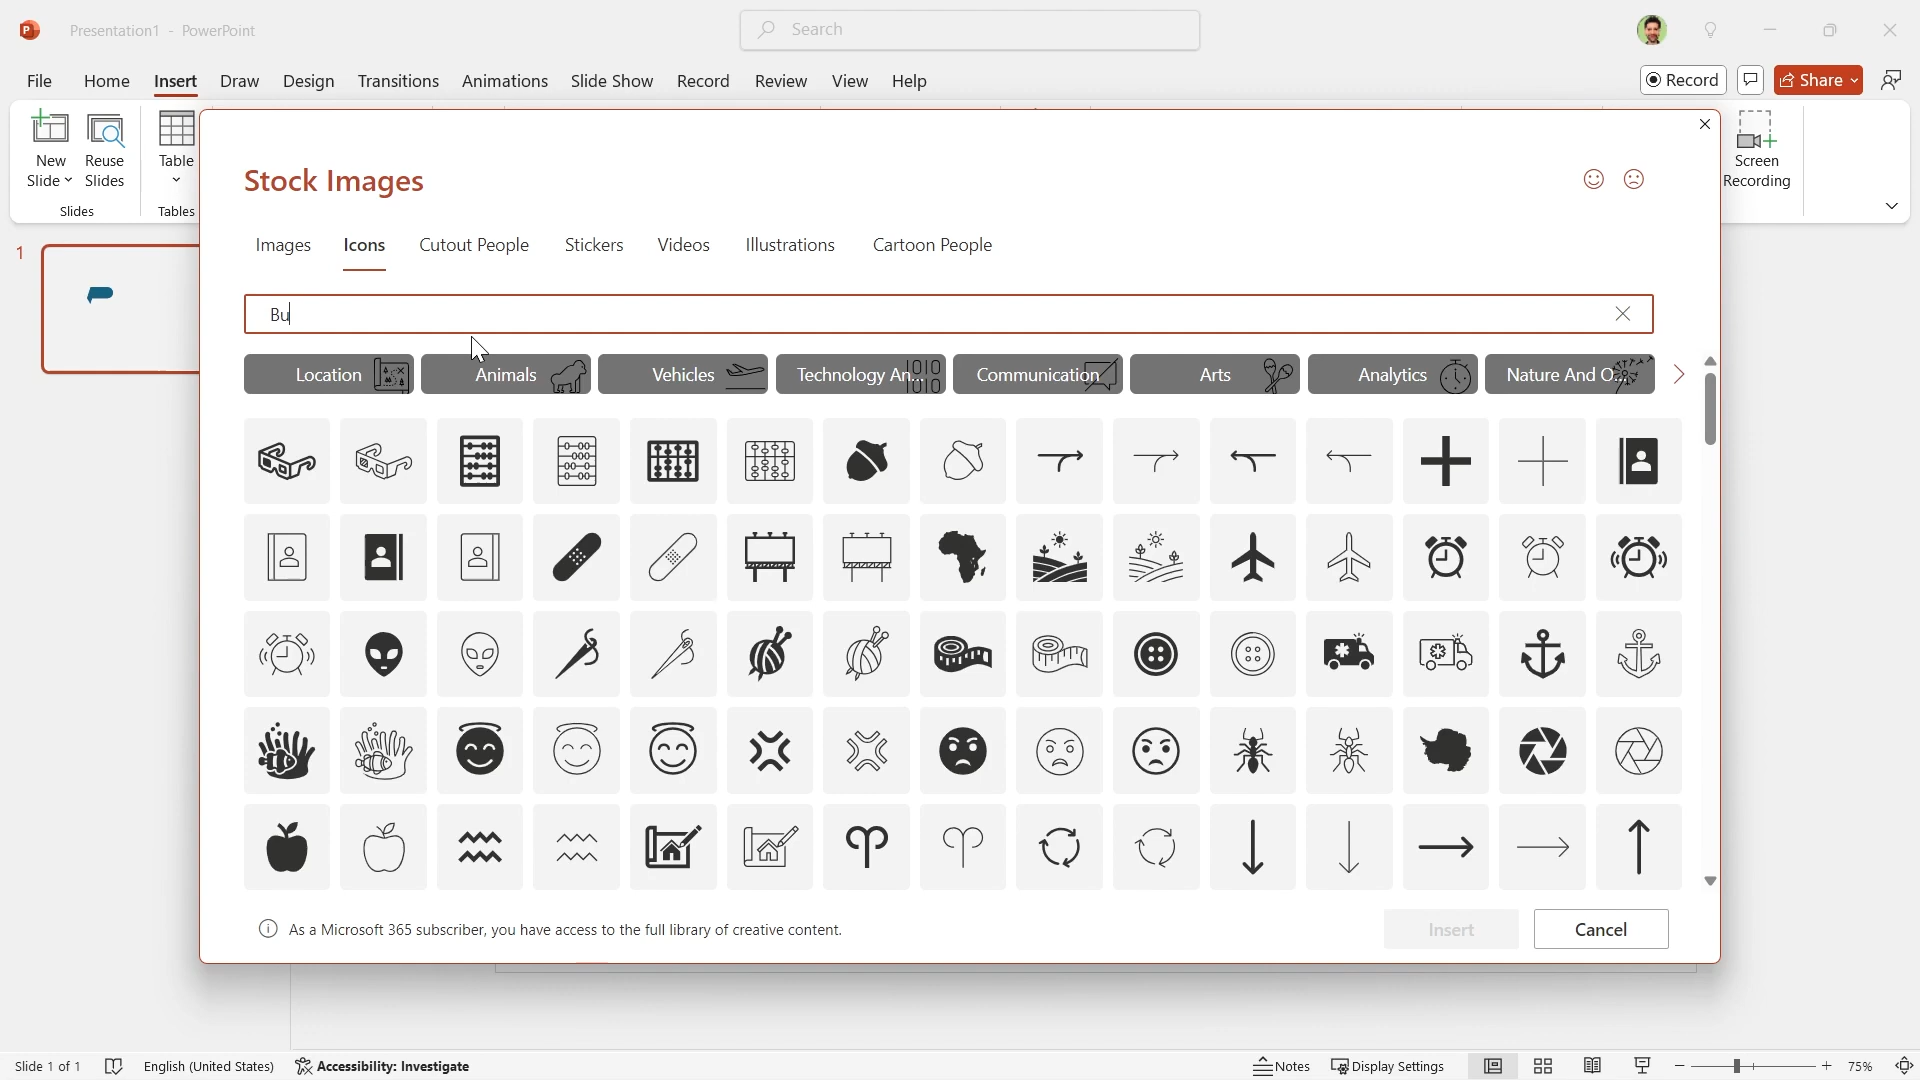 Presentation1 - PowerPoint
Search
File Home Insert Draw Design Transitions Animations Slide Show Record Review View Help
Record
Share
New
Slide
Reuse
Slides
Table
Screen
Recording
Slides
Tables
1
Stock Images
Images Icons Cutout People Stickers Videos Illustrations Cartoon People
Bu
Location Animals Vehicles Technology An... Communication Arts Analytics Nature And O...
As a Microsoft 365 subscriber, you have access to the full library of creative content.
Insert
Cancel
Slide 1 of 1 English (United States) Accessibility: Investigate Notes Display Settings 75%